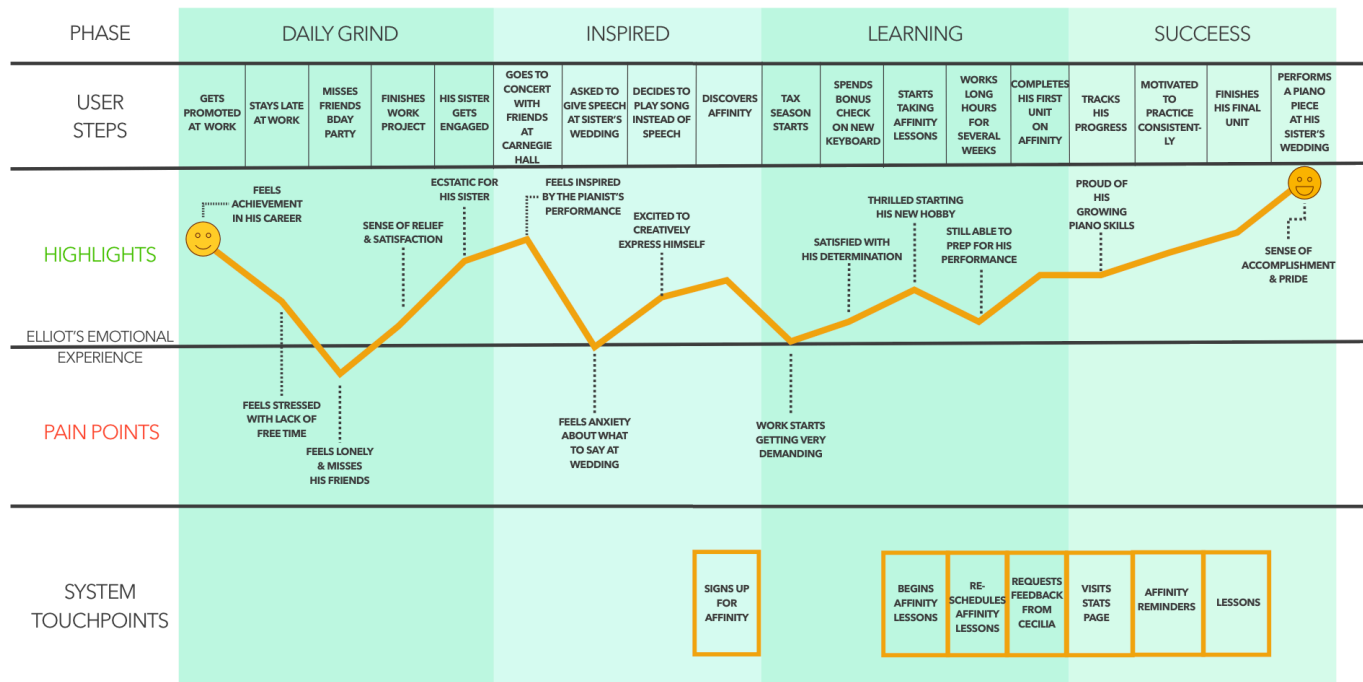 PHASE
DAILY GRIND
INSPIRED
LEARNING
SUCCEESS
USER
STEPS
GETS
PROMOTED
AT WORK
STAYS LATE
AT WORK
MISSES
FRIENDS
BDAY
PARTY
FINISHES
WORK
PROJECT
HIS SISTER
GETS
ENGAGED
GOES TO
CONCERT
WITH
FRIENDS
AT
CARNEGIE
HALL
ASKED TO
GIVE SPEECH
AT SISTER'S
WEDDING
DECIDES TO
PLAY SONG
INSTEAD OF
SPEECH
DISCOVERS
AFFINITY
TAX
SEASON
STARTS
SPENDS
BONUS
CHECK
ON NEW
KEYBOARD
STARTS
TAKING
AFFINITY
LESSONS
WORKS
LONG
HOURS
FOR
SEVERAL
WEEKS
COMPLETES
HIS FIRST
UNIT
ON
AFFINITY
TRACKS
HIS
PROGRESS
MOTIVATED
TO
PRACTICE
CONSISTENT-
LY
FINISHES
HIS FINAL
UNIT
PERFORMS
A PIANO
PIECE
AT HIS
SISTER'S
WEDDING
HIGHLIGHTS
FEELS
ACHIEVEMENT
IN HIS CAREER
SENSE OF RELIEF
& SATISFACTION
ECSTATIC FOR
HIS SISTER
FEELS INSPIRED
BY THE PIANIST'S
PERFORMANCE
EXCITED TO
CREATIVELY
EXPRESS HIMSELF
SATISFIED WITH
HIS DETERMINATION
THRILLED STARTING
HIS NEW HOBBY
STILL ABLE TO
PREP FOR HIS
PERFORMANCE
PROUD OF
HIS
GROWING
PIANO SKILLS
SENSE OF
ACCOMPLISHMENT
& PRIDE
ELLIOT'S EMOTIONAL
EXPERIENCE
PAIN POINTS
FEELS STRESSED
WITH LACK OF
FREE TIME
FEELS LONELY
& MISSES
HIS FRIENDS
FEELS ANXIETY
ABOUT WHAT
TO SAY AT
WEDDING
WORK STARTS
GETTING VERY
DEMANDING
SYSTEM
TOUCHPOINTS
SIGNS UP
FOR
AFFINITY
BEGINS
AFFINITY
LESSONS
RE-
SCHEDULES
AFFINITY
LESSONS
REQUESTS
FEEDBACK
FROM
CECILIA
VISITS
STATS
PAGE
AFFINITY
REMINDERS
LESSONS